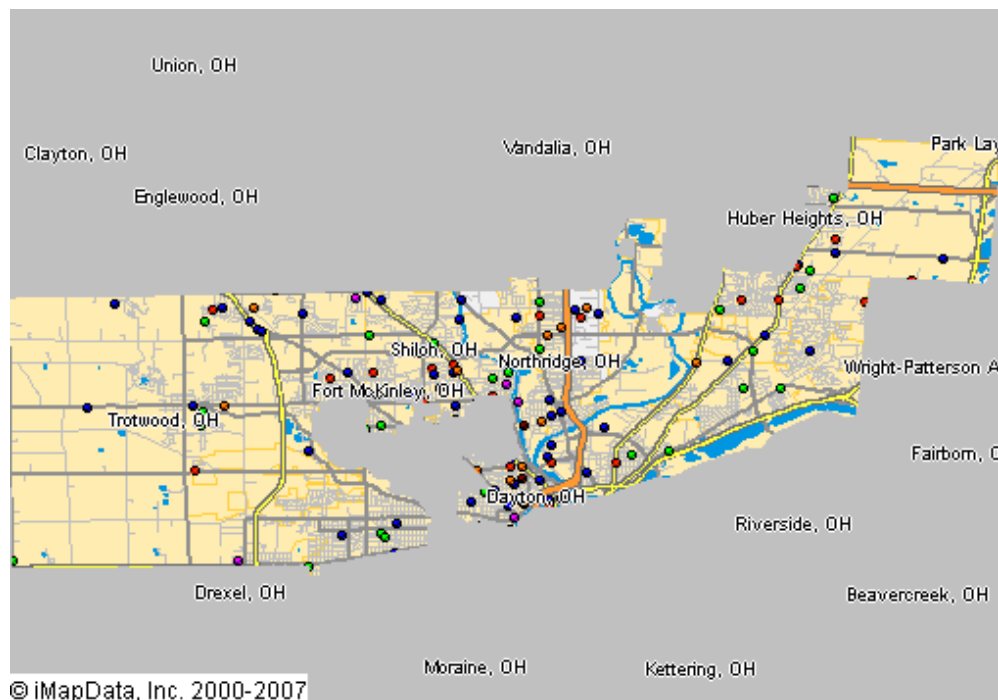 Union, OH
Clayton, OH
Vandalia, OH
Park Lay
Englewood, OH
Huber Heights, OH
Shiloh, OH
Northridge, OH
Wright-Patterson A
Fort McKinley, OH
Trotwood, OH
Fairborn, O
Dayton, OH
Riverside, OH
Drexel, OH
Beavercreek, OH
Moraine, OH
Kettering, OH
© iMapData, Inc. 2000-2007